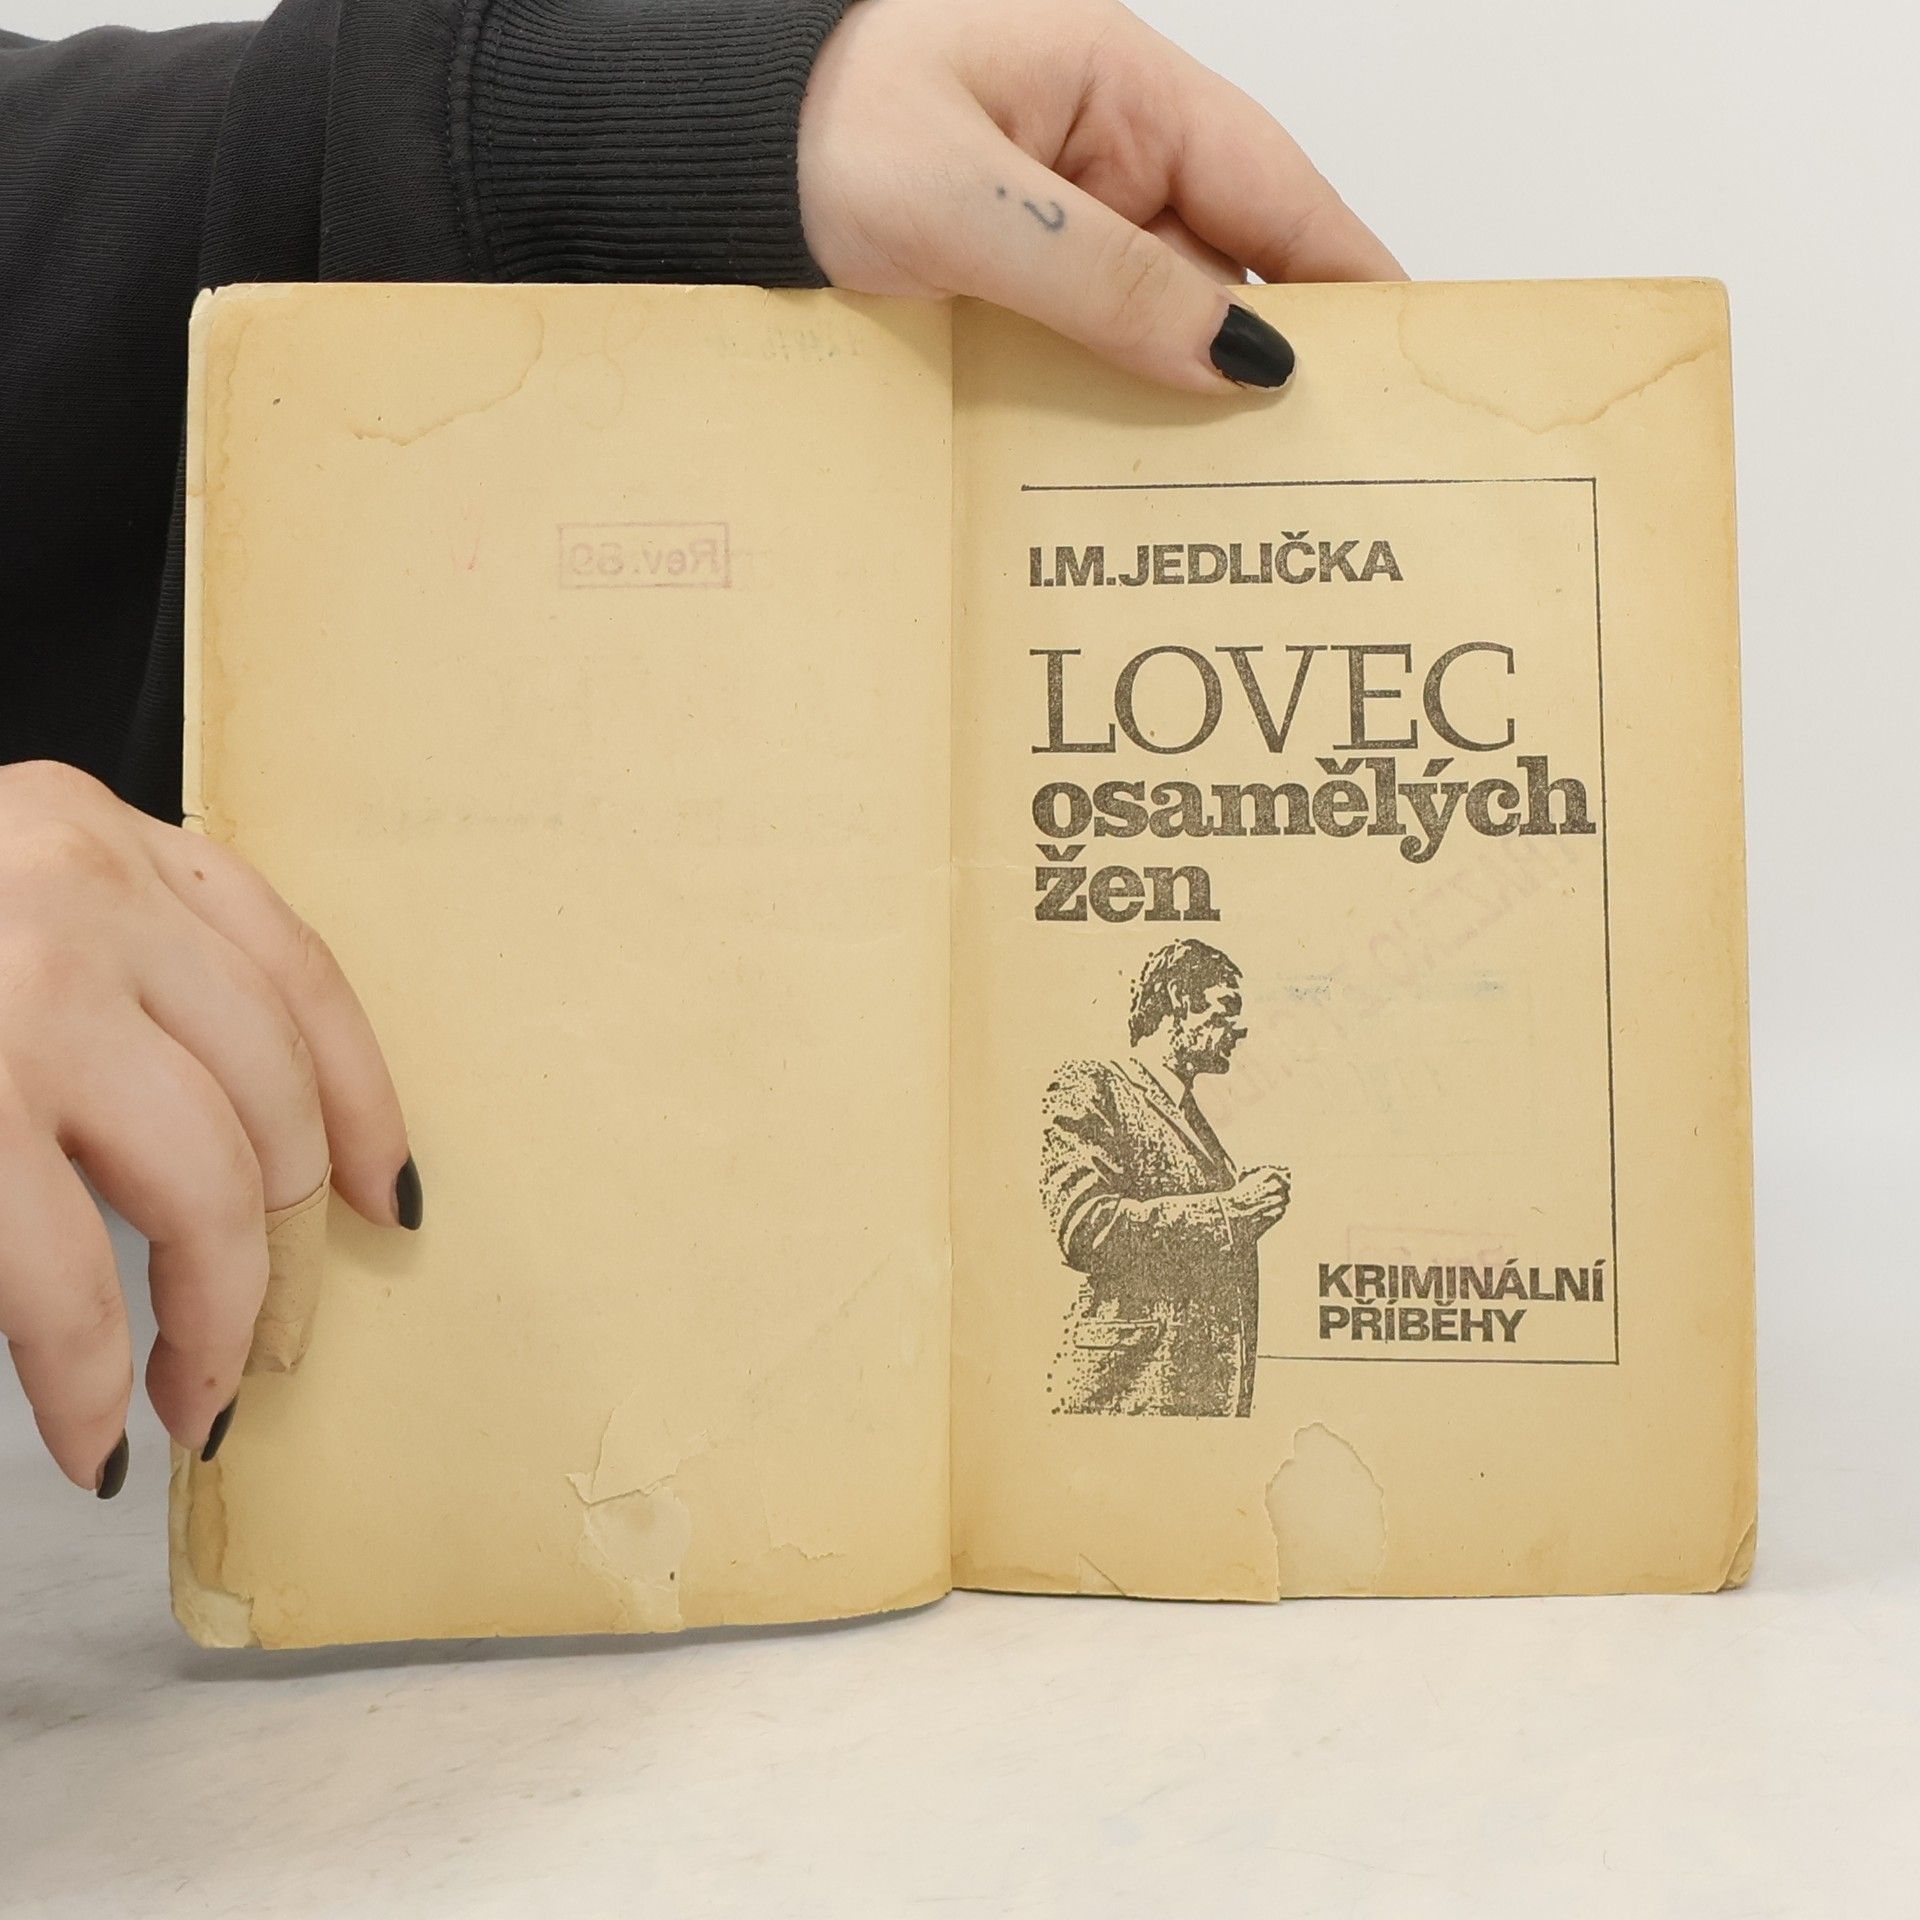 Rev. 89
I.M.JEDLIČKA
LOVEC
osamělých
žen
KRIMINÁLNÍ
PŘÍBĚHY